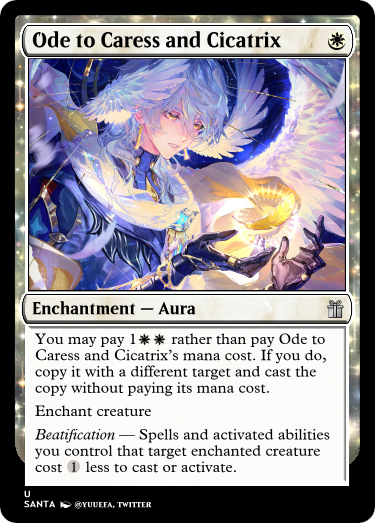 Ode to Caress and Cicatrix
Enchantment — Aura
You may pay 1 rather than pay Ode to
Caress and Cicatrix's mana cost. If you do,
copy it with a different target and cast the
copy without paying its mana cost.
Enchant creature
Beatification — Spells and activated abilities
you control that target enchanted creature
cost 1 less to cast or activate.
U
SANTA @YUUEFA, TWITTER